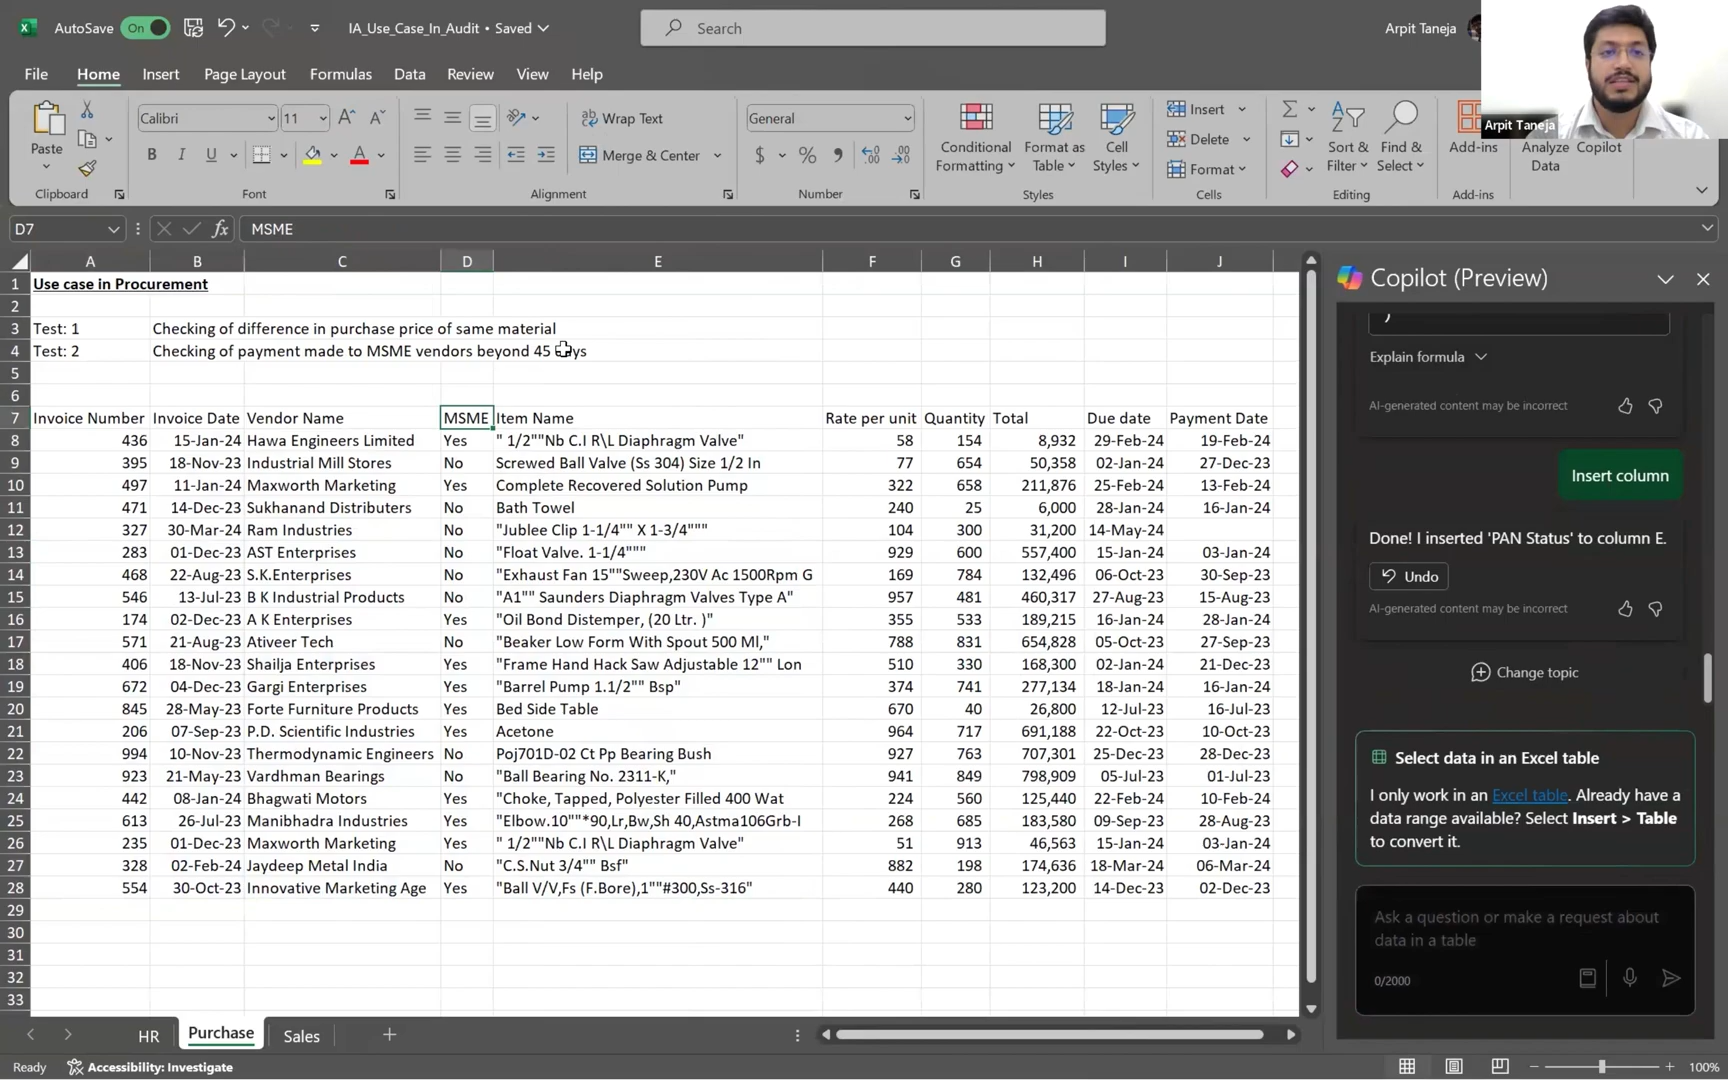 AutoSave On IA_Use_Case_In_Audit • Saved Search Arpit Taneja
File Home Insert Page Layout Formulas Data Review View Help
Arpit Taneja
Paste Calibri 11 Wrap Text General Conditional Formatting Format as Table Cell Styles Insert Sort & Filter Find & Select Add-ins Analyze Data Copilot
B I U Merge & Center $ % Delete
Format
Clipboard Font Alignment Number Styles Cells Editing Add-ins
D7 fx MSME
A B C D E F G H I J
1 Use case in Procurement
2
3 Test: 1 Checking of difference in purchase price of same material
4 Test: 2 Checking of payment made to MSME vendors beyond 45
5
6
7 Invoice Number Invoice Date Vendor Name MSME Item Name Rate per unit Quantity Total Due date Payment Date
8 436 15-Jan-24 Hawa Engineers Limited Yes " 1/2""Nb C.I R\L Diaphragm Valve" 58 154 8,932 29-Feb-24 19-Feb-24
9 395 18-Nov-23 Industrial Mill Stores No Screwed Ball Valve (Ss 304) Size 1/2 In 77 654 50,358 02-Jan-24 27-Dec-23
10 497 11-Jan-24 Maxworth Marketing Yes Complete Recovered Solution Pump 322 658 211,876 25-Feb-24 13-Feb-24
11 471 14-Dec-23 Sukhanand Distributers No Bath Towel 240 25 6,000 28-Jan-24 16-Jan-24
12 327 30-Mar-24 Ram Industries No "Jublee Clip 1-1/4"" X 1-3/4""" 104 300 31,200 14-May-24
13 283 01-Dec-23 AST Enterprises No "Float Valve. 1-1/4""" 929 600 557,400 15-Jan-24 03-Jan-24
14 468 22-Aug-23 S.K.Enterprises No "Exhaust Fan 15""Sweep,230V Ac 1500Rpm G 169 784 132,496 06-Oct-23 30-Sep-23
15 546 13-Jul-23 B K Industrial Products No "A1"" Saunders Diaphragm Valves Type A" 957 481 460,317 27-Aug-23 15-Aug-23
16 174 02-Dec-23 A K Enterprises Yes "Oil Bond Distemper, (20 Ltr. )" 355 533 189,215 16-Jan-24 28-Jan-24
17 571 21-Aug-23 Ativeer Tech No "Beaker Low Form With Spout 500 Ml," 788 831 654,828 05-Oct-23 27-Sep-23
18 406 18-Nov-23 Shailja Enterprises Yes "Frame Hand Hack Saw Adjustable 12"" Lon 510 330 168,300 02-Jan-24 21-Dec-23
19 672 04-Dec-23 Gargi Enterprises Yes "Barrel Pump 1.1/2"" Bsp" 374 741 277,134 18-Jan-24 16-Jan-24
20 845 28-May-23 Forte Furniture Products Yes Bed Side Table 670 40 26,800 12-Jul-23 16-Jul-23
21 206 07-Sep-23 P.D. Scientific Industries Yes Acetone 964 717 691,188 22-Oct-23 10-Oct-23
22 994 10-Nov-23 Thermodynamic Engineers No Poj701D-02 Ct Pp Bearing Bush 927 763 707,301 25-Dec-23 28-Dec-23
23 923 21-May-23 Vardhman Bearings No "Ball Bearing No. 2311-K," 941 849 798,909 05-Jul-23 01-Jul-23
24 442 08-Jan-24 Bhagwati Motors Yes "Choke, Tapped, Polyester Filled 400 Wat 224 560 125,440 22-Feb-24 10-Feb-24
25 613 26-Jul-23 Manibhadra Industries Yes "Elbow.10""*90,Lr,Bw,Sh 40,Astma106Grb-I 268 685 183,580 09-Sep-23 28-Aug-23
26 235 01-Dec-23 Maxworth Marketing Yes " 1/2""Nb C.I R\L Diaphragm Valve" 51 913 46,563 15-Jan-24 03-Jan-24
27 328 02-Feb-24 Jaydeep Metal India No "C.S.Nut 3/4"" Bsf" 882 198 174,636 18-Mar-24 06-Mar-24
28 554 30-Oct-23 Innovative Marketing Age Yes "Ball V/V,Fs (F.Bore),1""#300,Ss-316" 440 280 123,200 14-Dec-23 02-Dec-23
29
30
31
32
33
Copilot (Preview)
)
Explain formula
AI-generated content may be incorrect
Insert column
Done! I inserted 'PAN Status' to column E.
Undo
AI-generated content may be incorrect
Change topic
Select data in an Excel table
I only work in an Excel table. Already have a
data range available? Select Insert > Table
to convert it.
Ask a question or make a request about
data in a table
0/2000
HR Purchase Sales
Ready Accessibility: Investigate 100%